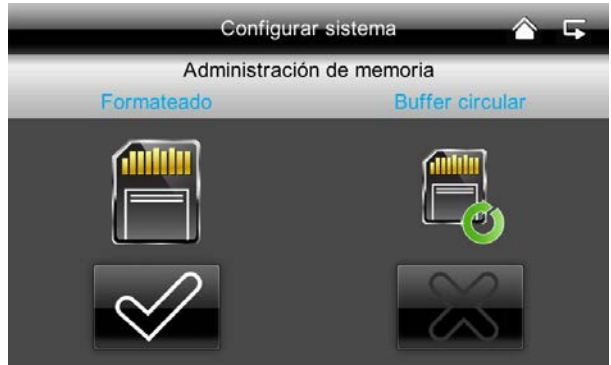 Configurar sistema
Administración de memoria
Formateado Buffer circular